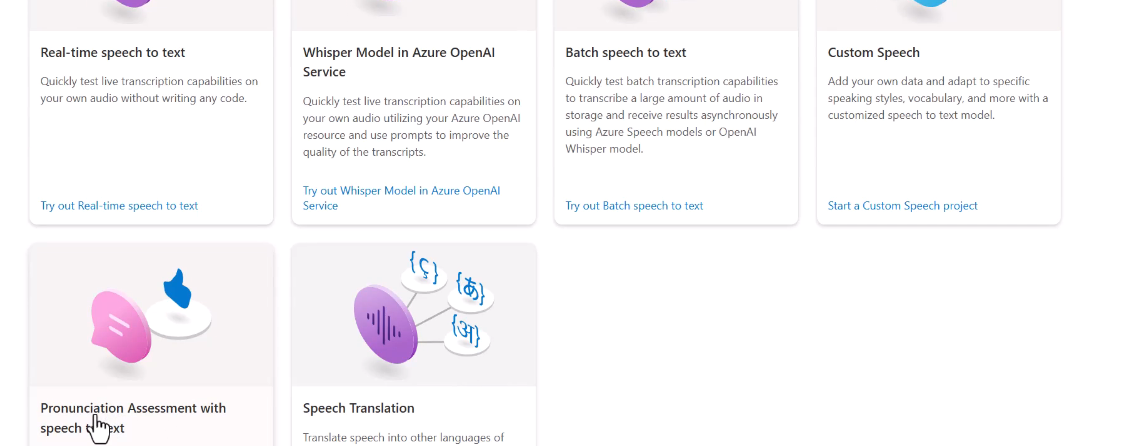 Real-time speech to text
Quickly test live transcription capabilities on
your own audio without writing any code.
Try out Real-time speech to text
Whisper Model in Azure OpenAI
Service
Quickly test live transcription capabilities on
your own audio utilizing your Azure OpenAI
resource and use prompts to improve the
quality of the transcripts.
Try out Whisper Model in Azure OpenAI
Service
Batch speech to text
Quickly test batch transcription capabilities
to transcribe a large amount of audio in
storage and receive results asynchronously
using Azure Speech models or OpenAI
Whisper model.
Try out Batch speech to text
Custom Speech
Add your own data and adapt to specific
speaking styles, vocabulary, and more with a
customized speech to text model.
Start a Custom Speech project
Pronunciation Assessment with
speech to text
{ç}
{あ}
{अ}
Speech Translation
Translate speech into other languages of